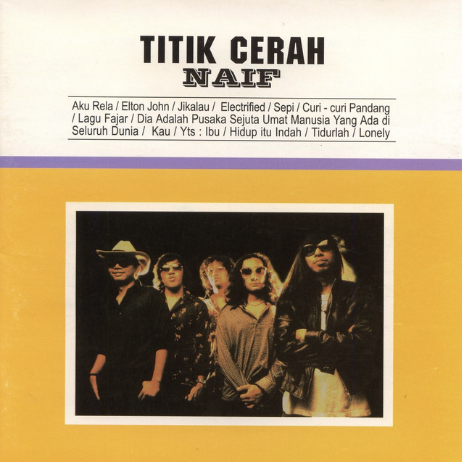 TITIK CERAH
NAIF
Aku Rela / Elton John / Jikalau / Electrified / Sepi / Curi - curi Pandang
/ Lagu Fajar / Dia Adalah Pusaka Sejuta Umat Manusia Yang Ada di
Seluruh Dunia / Kau / Yts : Ibu / Hidup itu Indah / Tidurlah / Lonely